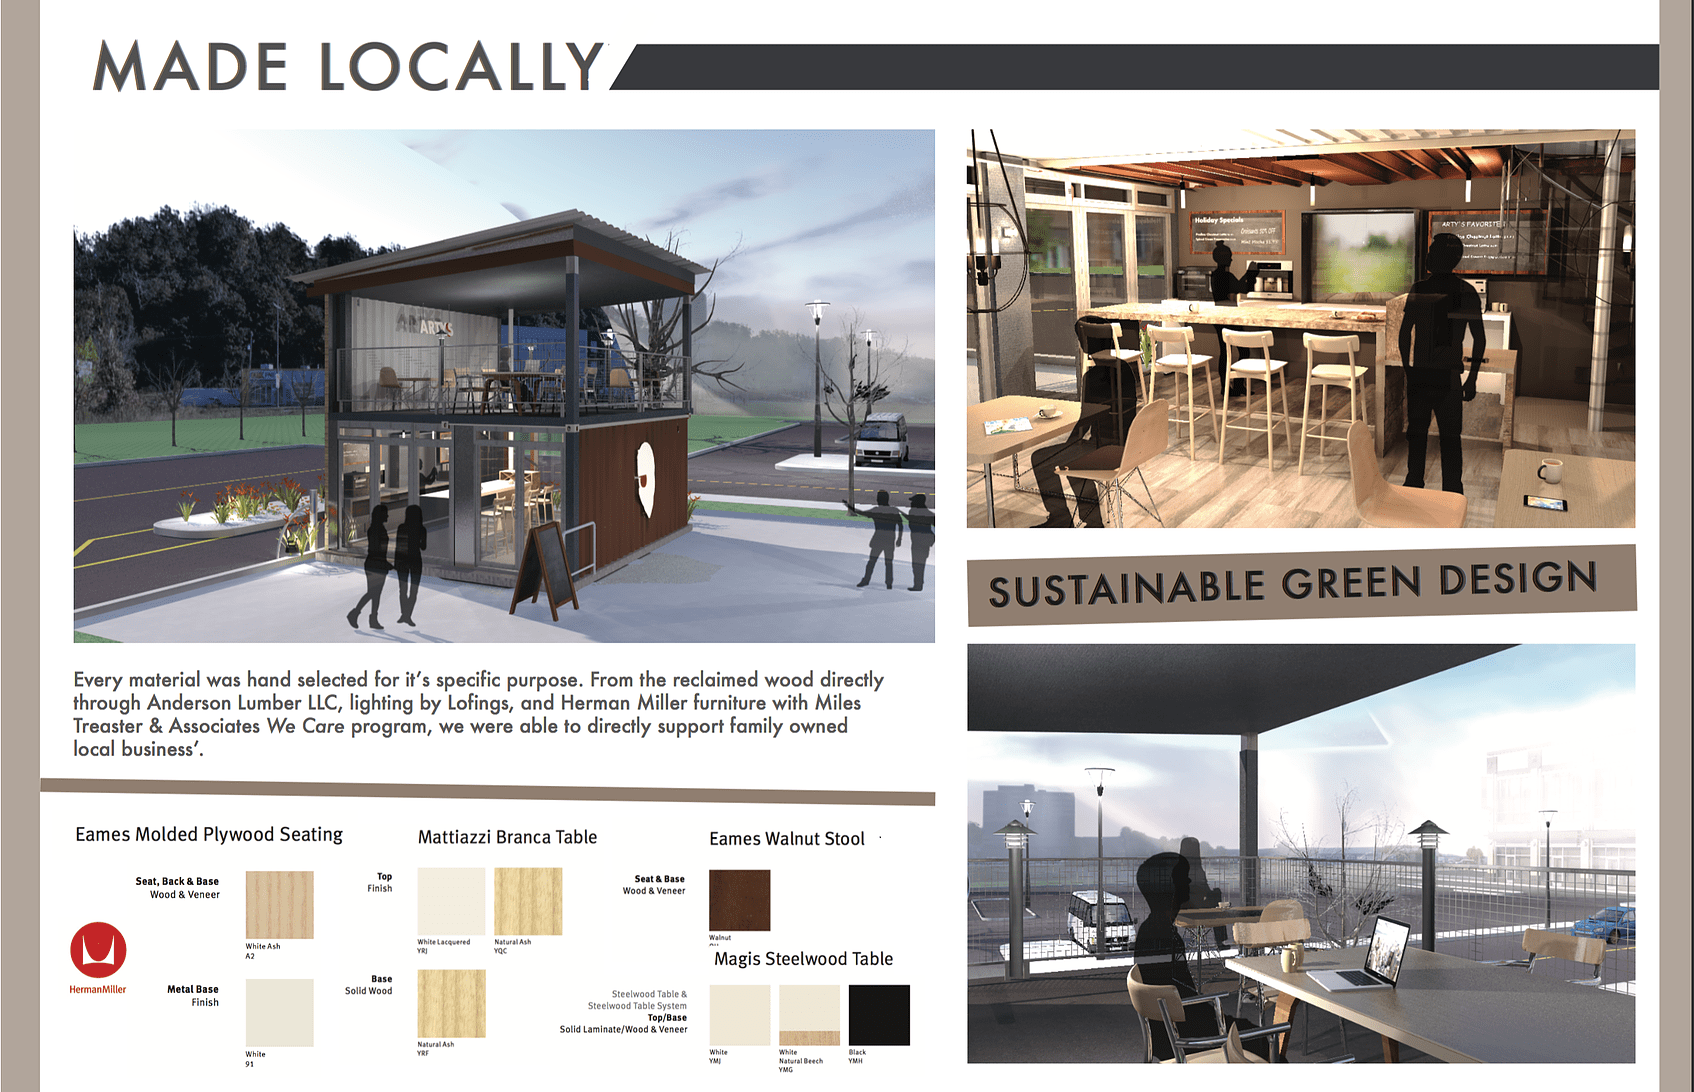 MADE LOCALLY
ARTYS
Holiday Specials
Croissants 50% OFF
ARTY'S FAVORITE
SUSTAINABLE GREEN DESIGN
Every material was hand selected for it's specific purpose. From the reclaimed wood directly
through Anderson Lumber LLC, lighting by Lofings, and Herman Miller furniture with Miles
Treaster & Associates We Care program, we were able to directly support family owned
local business'.
Eames Molded Plywood Seating
Seat, Back & Base
Wood & Veneer
White Ash
A2
Metal Base
Finish
White
91
HermanMiller
Mattiazzi Branca Table
Top
Finish
White Lacquered
YRJ
Natural Ash
YQC
Base
Solid Wood
Natural Ash
YRF
Eames Walnut Stool
Seat & Base
Wood & Veneer
Walnut
Magis Steelwood Table
Steelwood Table &
Steelwood Table System
Top/Base
Solid Laminate/Wood & Veneer
White
YMJ
White
Natural Beech
YMG
Black
YMH